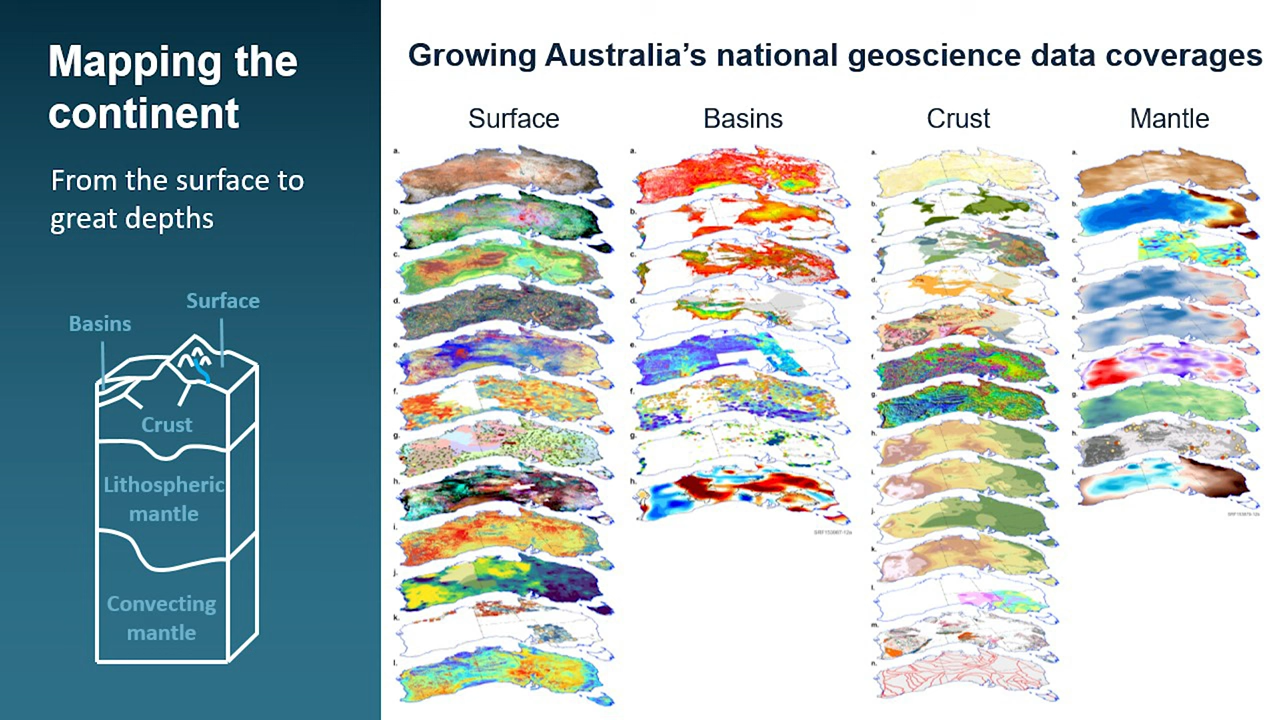 Mapping the
continent
From the surface to
great depths
Surface
Basins
Crust
Lithospheric
mantle
Convecting
mantle
Growing Australia’s national geoscience data coverages
Surface
a.
b.
c.
d.
e.
f.
g.
h.
i.
j.
k.
l.
Basins
a.
b.
c.
d.
e.
f.
g.
h.
Crust
a.
b.
c.
d.
e.
f.
g.
h.
i.
j.
k.
l.
m.
n.
Mantle
a.
b.
c.
d.
e.
f.
g.
h.
i.